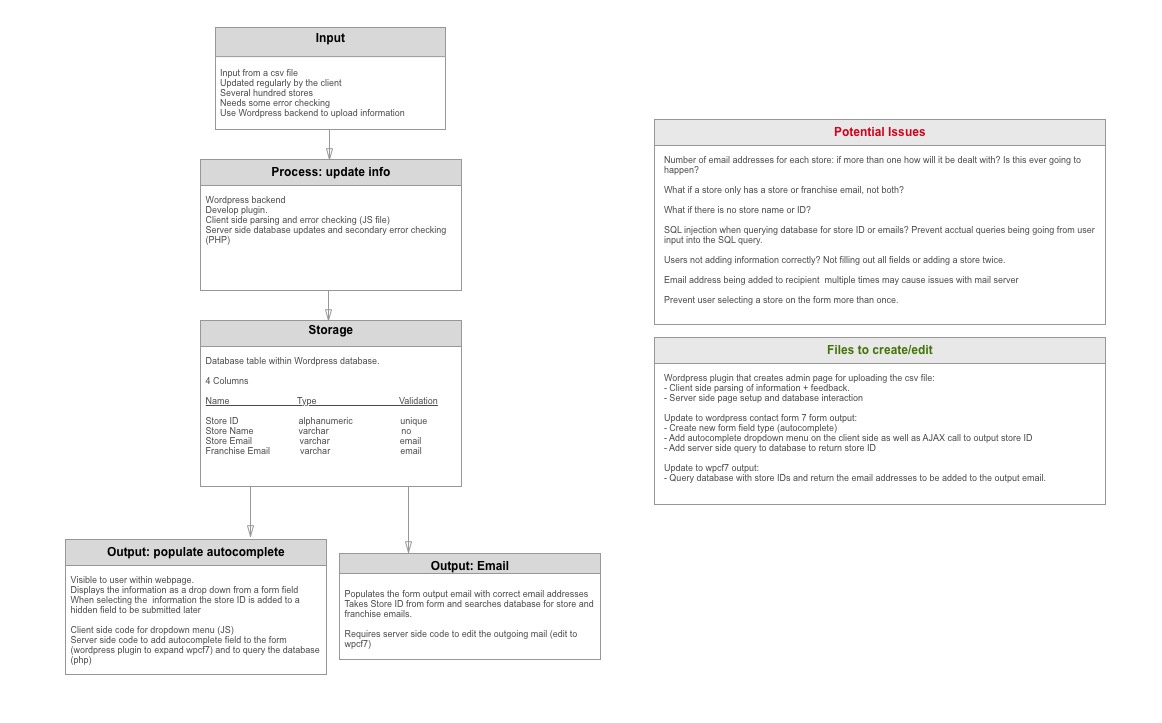 Input
Input from a csv file
Updated regularly by the client
Several hundred stores
Needs some error checking
Use Wordpress backend to upload information
Process: update info
Wordpress backend
Develop plugin.
Client side parsing and error checking (JS file)
Server side database updates and secondary error checking
(PHP)
Storage
Database table within Wordpress database.
4 Columns
Name Type Validation
Store ID alphanumeric unique
Store Name varchar no
Store Email varchar email
Franchise Email varchar email
Output: populate autocomplete
Visible to user within webpage.
Displays the information as a drop down from a form field
When selecting the  information the store ID is added to a
hidden field to be submitted later
Client side code for dropdown menu (JS)
Server side code to add autocomplete field to the form
(wordpress plugin to expand wpcf7) and to query the database
(php)
Output: Email
Populates the form output email with correct email addresses
Takes Store ID from form and searches database for store and
franchise emails.
Requires server side code to edit the outgoing mail (edit to
wpcf7)
Potential Issues
Number of email addresses for each store: if more than one how will it be dealt with? Is this ever going to
happen?
What if a store only has a store or franchise email, not both?
What if there is no store name or ID?
SQL injection when querying database for store ID or emails? Prevent acctual queries being going from user
input into the SQL query.
Users not adding information correctly? Not filling out all fields or adding a store twice.
Email address being added to recipient  multiple times may cause issues with mail server
Prevent user selecting a store on the form more than once.
Files to create/edit
Wordpress plugin that creates admin page for uploading the csv file:
- Client side parsing of information + feedback.
- Server side page setup and database interaction
Update to wordpress contact form 7 form output:
- Create new form field type (autocomplete)
- Add autocomplete dropdown menu on the client side as well as AJAX call to output store ID
- Add server side query to database to return store ID
Update to wpcf7 output:
- Query database with store IDs and return the email addresses to be added to the output email.